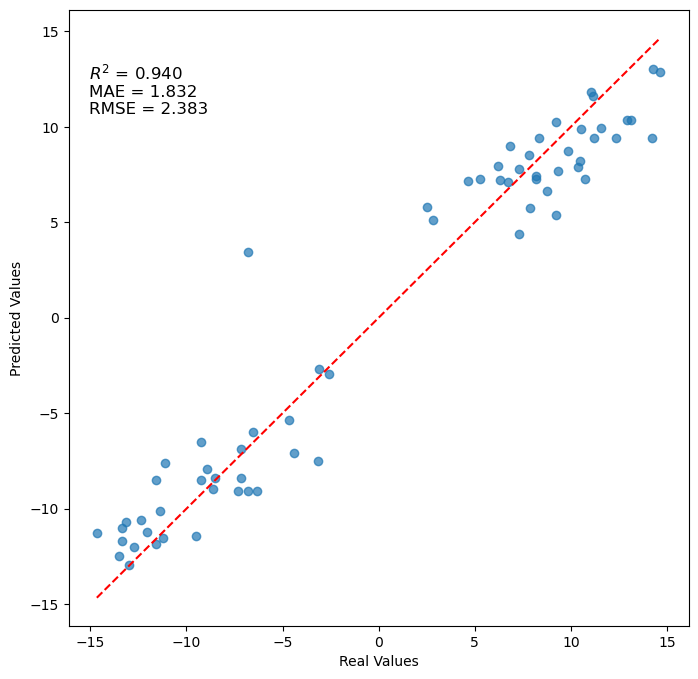 R² = 0.940
MAE = 1.832
RMSE = 2.383
15
10
5
0
−5
−10
−15
Predicted Values
−15 −10 −5 0 5 10 15
Real Values